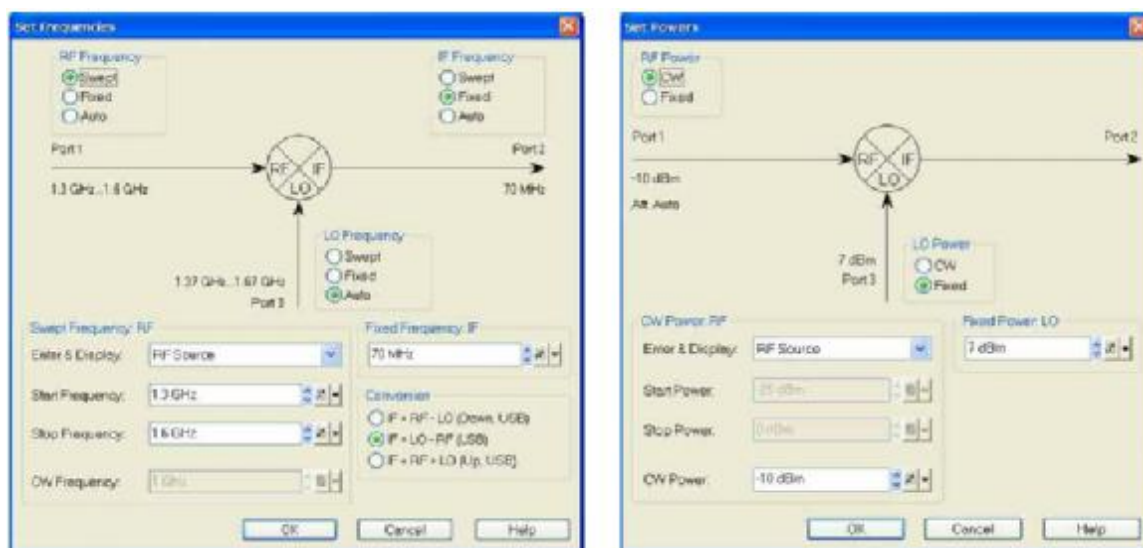 Set Frequencies
RF Frequency
Swept
Fixed
Auto
IF Frequency
Swept
Fixed
Auto
Port 1
Port 2
RF
IF
LO
1.3 GHz...1.6 GHz
70 MHz
LO Frequency
Swept
Fixed
Auto
1.37 GHz...1.67 GHz
Port 3
Swept Frequency: RF
Enter & Display:
RF Source
Start Frequency:
1.3 GHz
Stop Frequency:
1.6 GHz
CW Frequency:
1 GHz
Fixed Frequency: IF
70 MHz
Conversion
IF = RF - LO (Down, USB)
IF = LO - RF (USB)
IF = RF + LO (Up, USB)
OK
Cancel
Help
Set Powers
RF Power
CW
Fixed
Port 1
Port 2
RF
IF
LO
-10 dBm
Att. Auto
LO Power
CW
Fixed
7 dBm
Port 3
CW Power: RF
Enter & Display:
RF Source
Start Power:
-25 dBm
Stop Power:
0 dBm
CW Power:
-10 dBm
Fixed Power: LO
7 dBm
OK
Cancel
Help